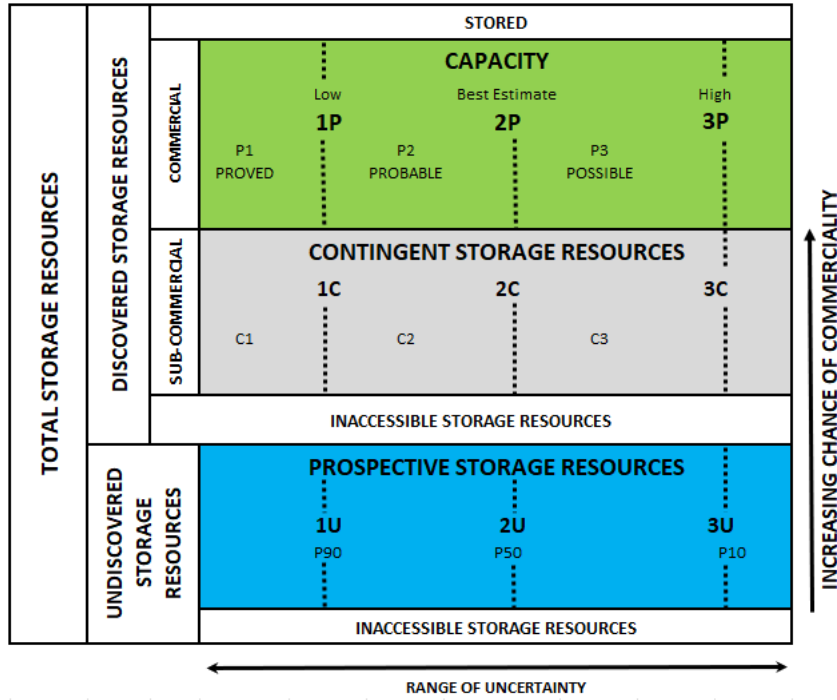 STORED
CAPACITY
Low Best Estimate High
1P 2P 3P
P1 P2 P3
PROVED PROBABLE POSSIBLE
CONTINGENT STORAGE RESOURCES
1C 2C 3C
C1 C2 C3
INACCESSIBLE STORAGE RESOURCES
PROSPECTIVE STORAGE RESOURCES
1U 2U 3U
P90 P50 P10
INACCESSIBLE STORAGE RESOURCES
RANGE OF UNCERTAINTY
TOTAL STORAGE RESOURCES
DISCOVERED STORAGE RESOURCES
UNDISCOVERED
STORAGE
RESOURCES
COMMERCIAL
SUB-COMMERCIAL
INCREASING CHANCE OF COMMERCIALITY